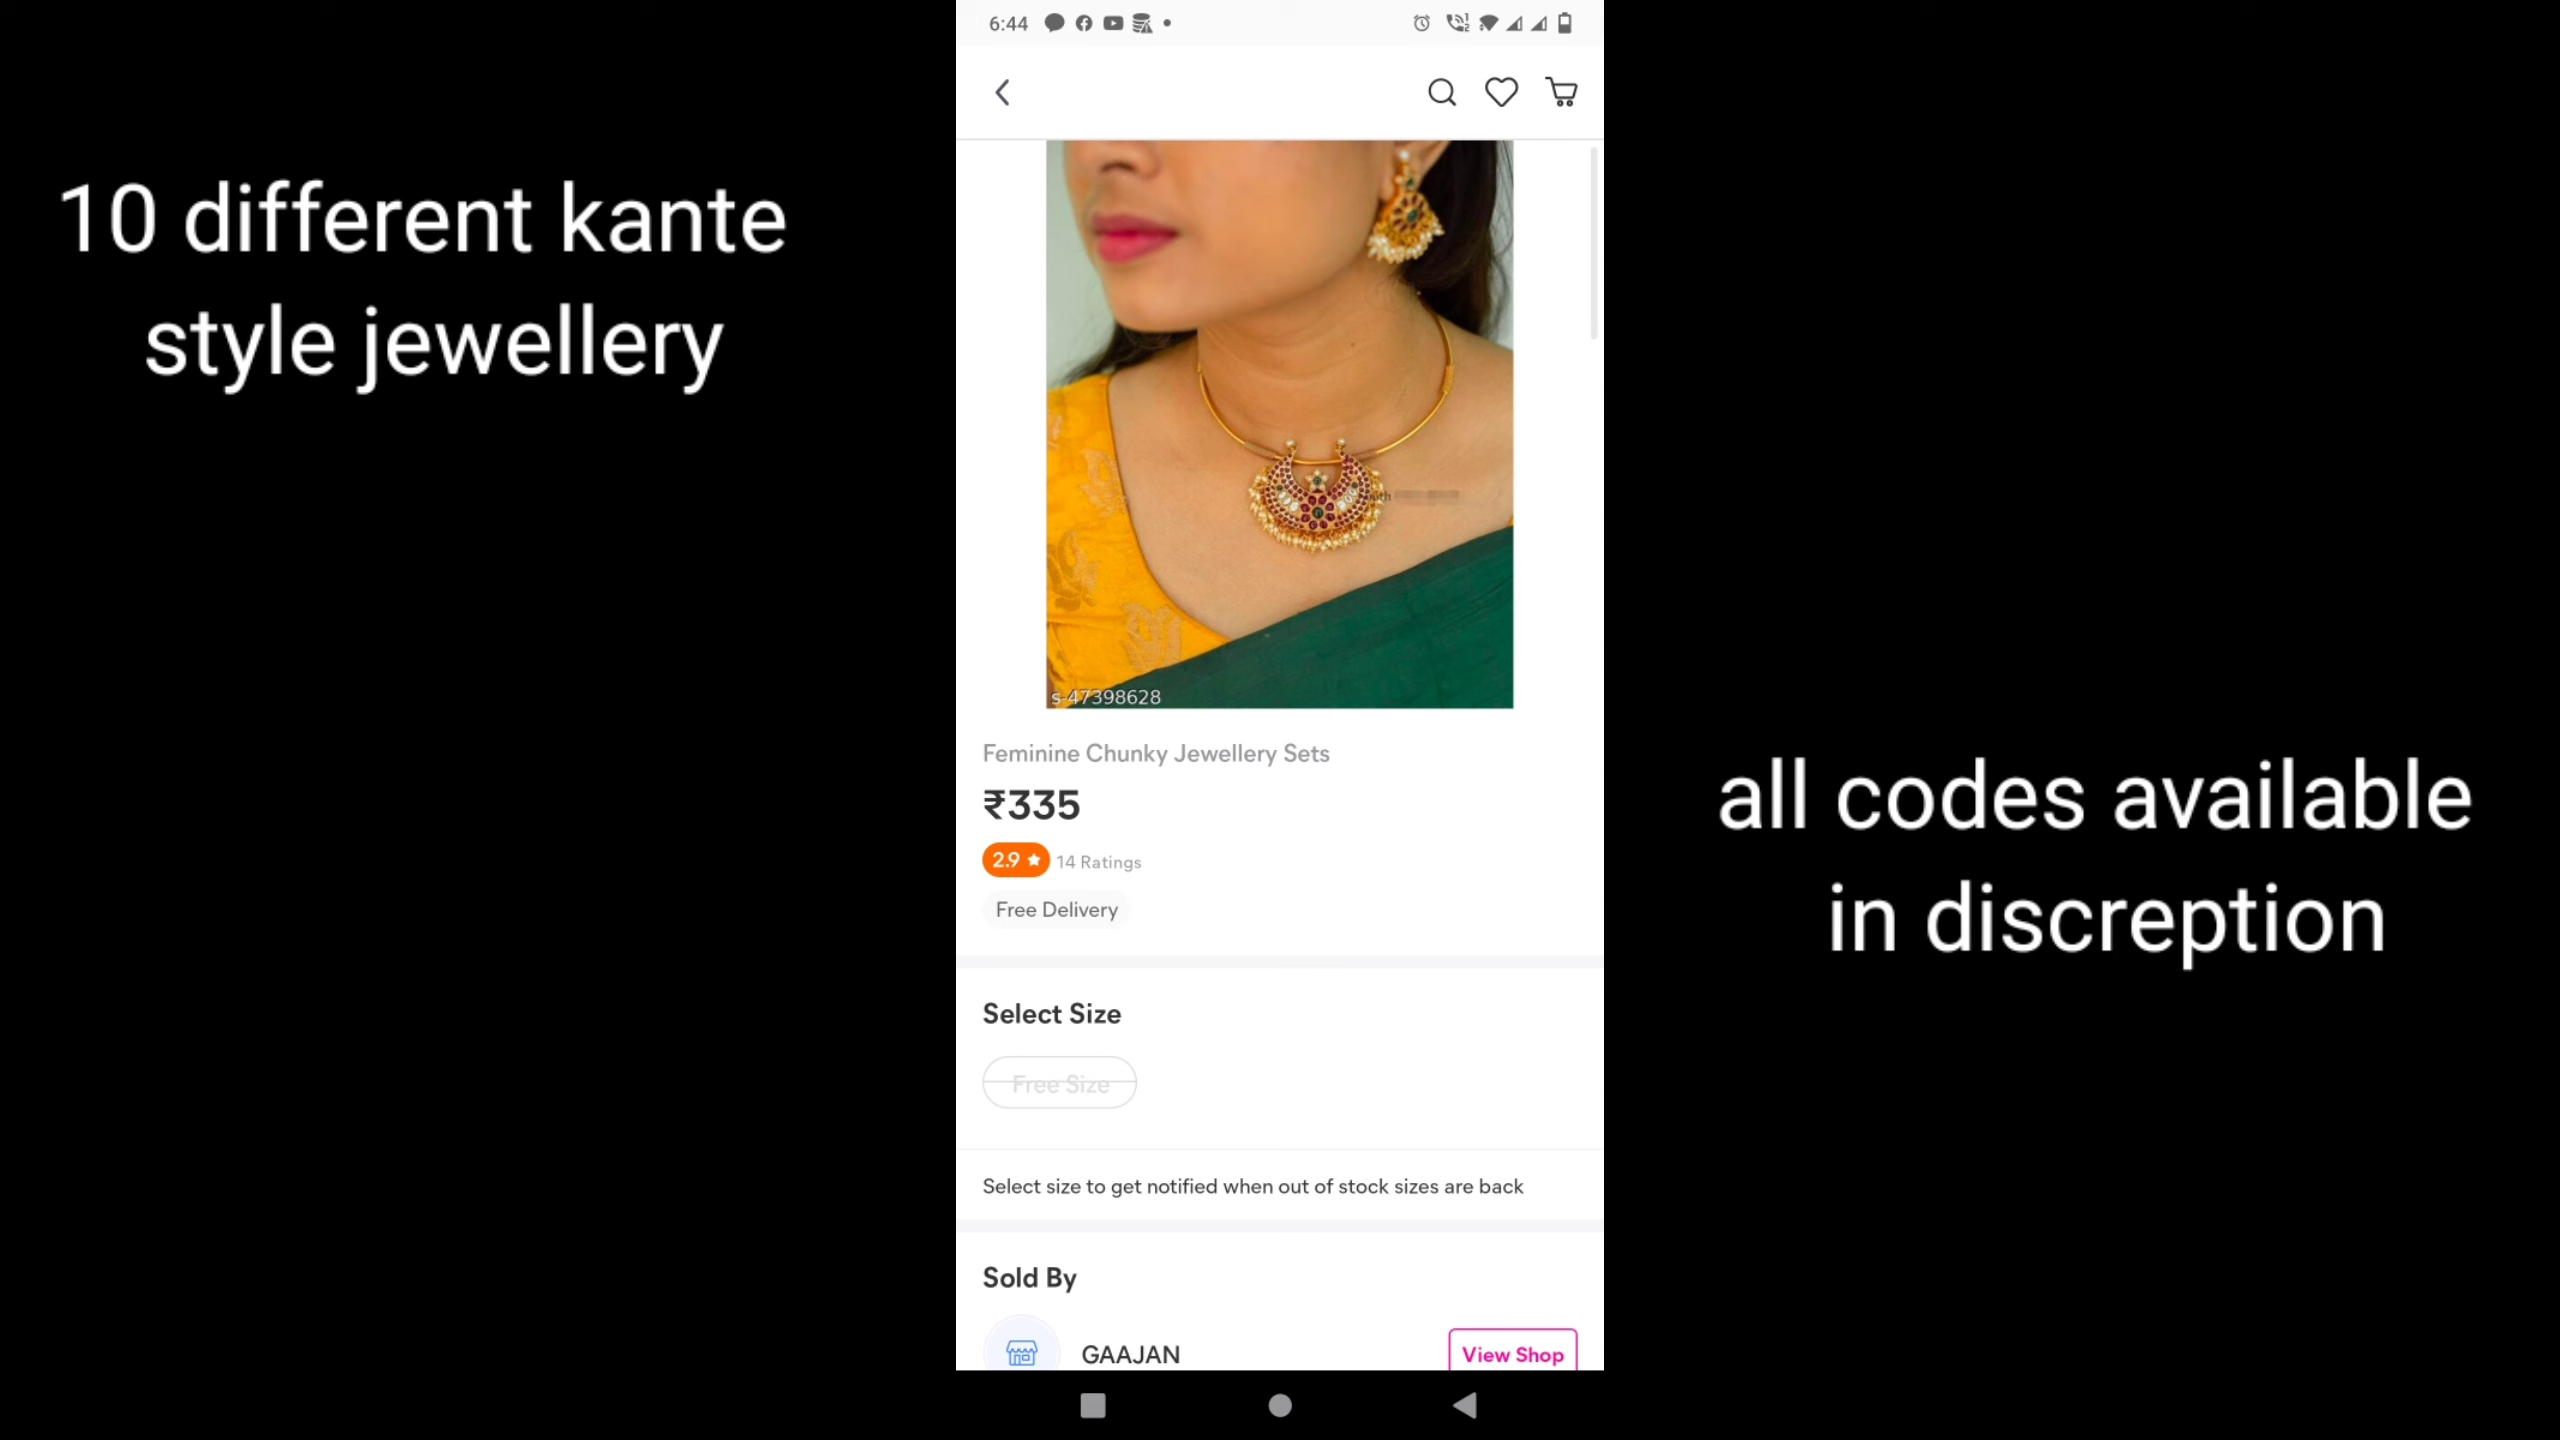 10 different kante
style jewellery
6:44
s-47398628
Feminine Chunky Jewellery Sets
₹335
2.9 ★ 14 Ratings
Free Delivery
Select Size
Free Size
Select size to get notified when out of stock sizes are back
Sold By
GAAJAN
View Shop
all codes available
in discreption